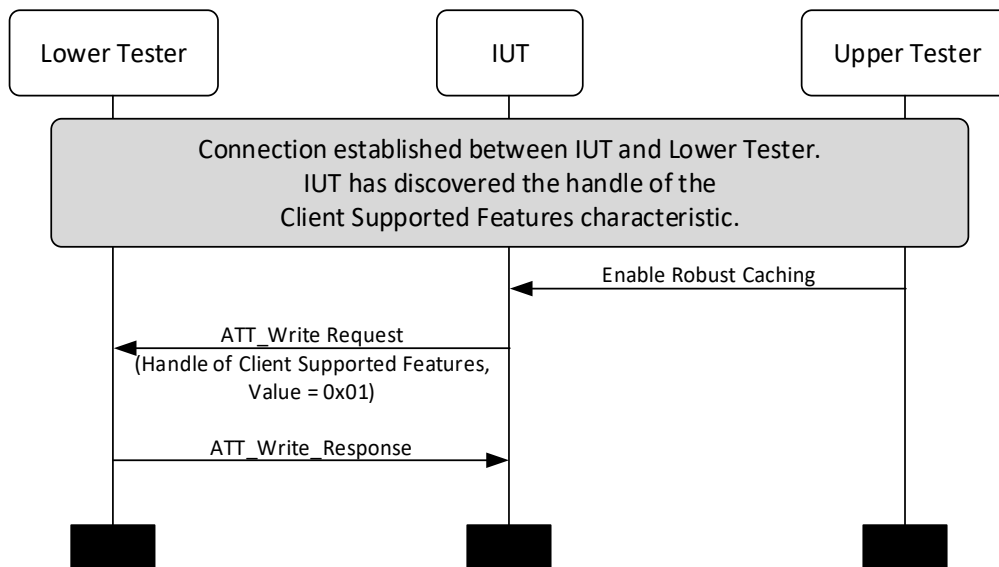 Lower Tester
IUT
Upper Tester
Connection established between IUT and Lower Tester.
IUT has discovered the handle of the
Client Supported Features characteristic.
Enable Robust Caching
ATT_Write Request
(Handle of Client Supported Features,
Value = 0x01)
ATT_Write_Response